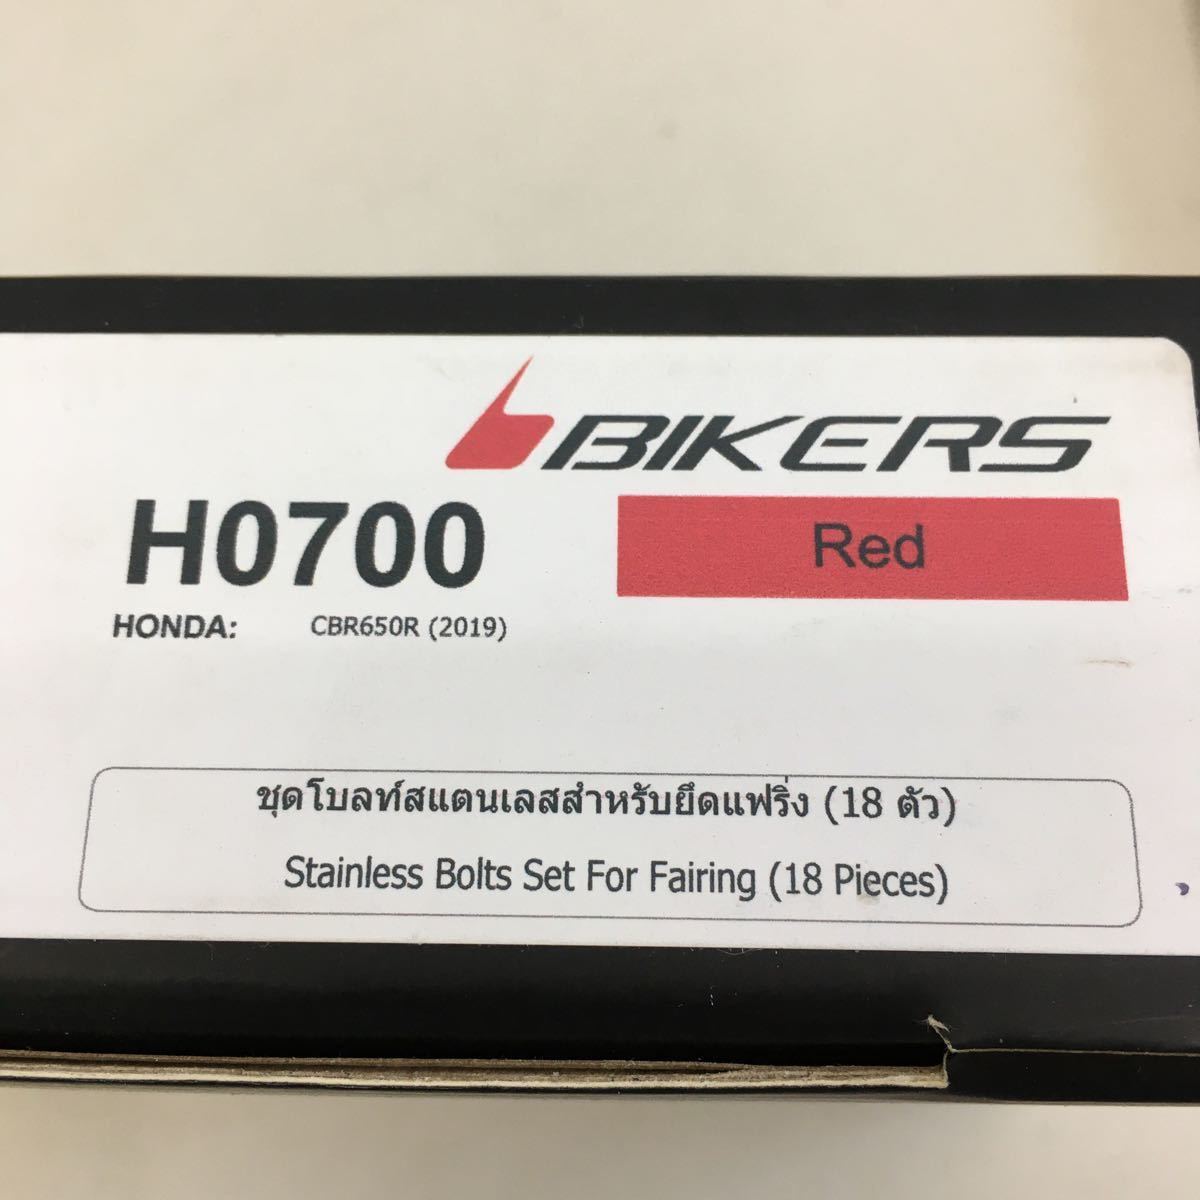 BIKERS
H0700
Red
HONDA: CBR650R (2019)
ชุดโบลท์สแตนเลสสำหรับยึดแฟริ่ง (18 ตัว)
Stainless Bolts Set For Fairing (18 Pieces)